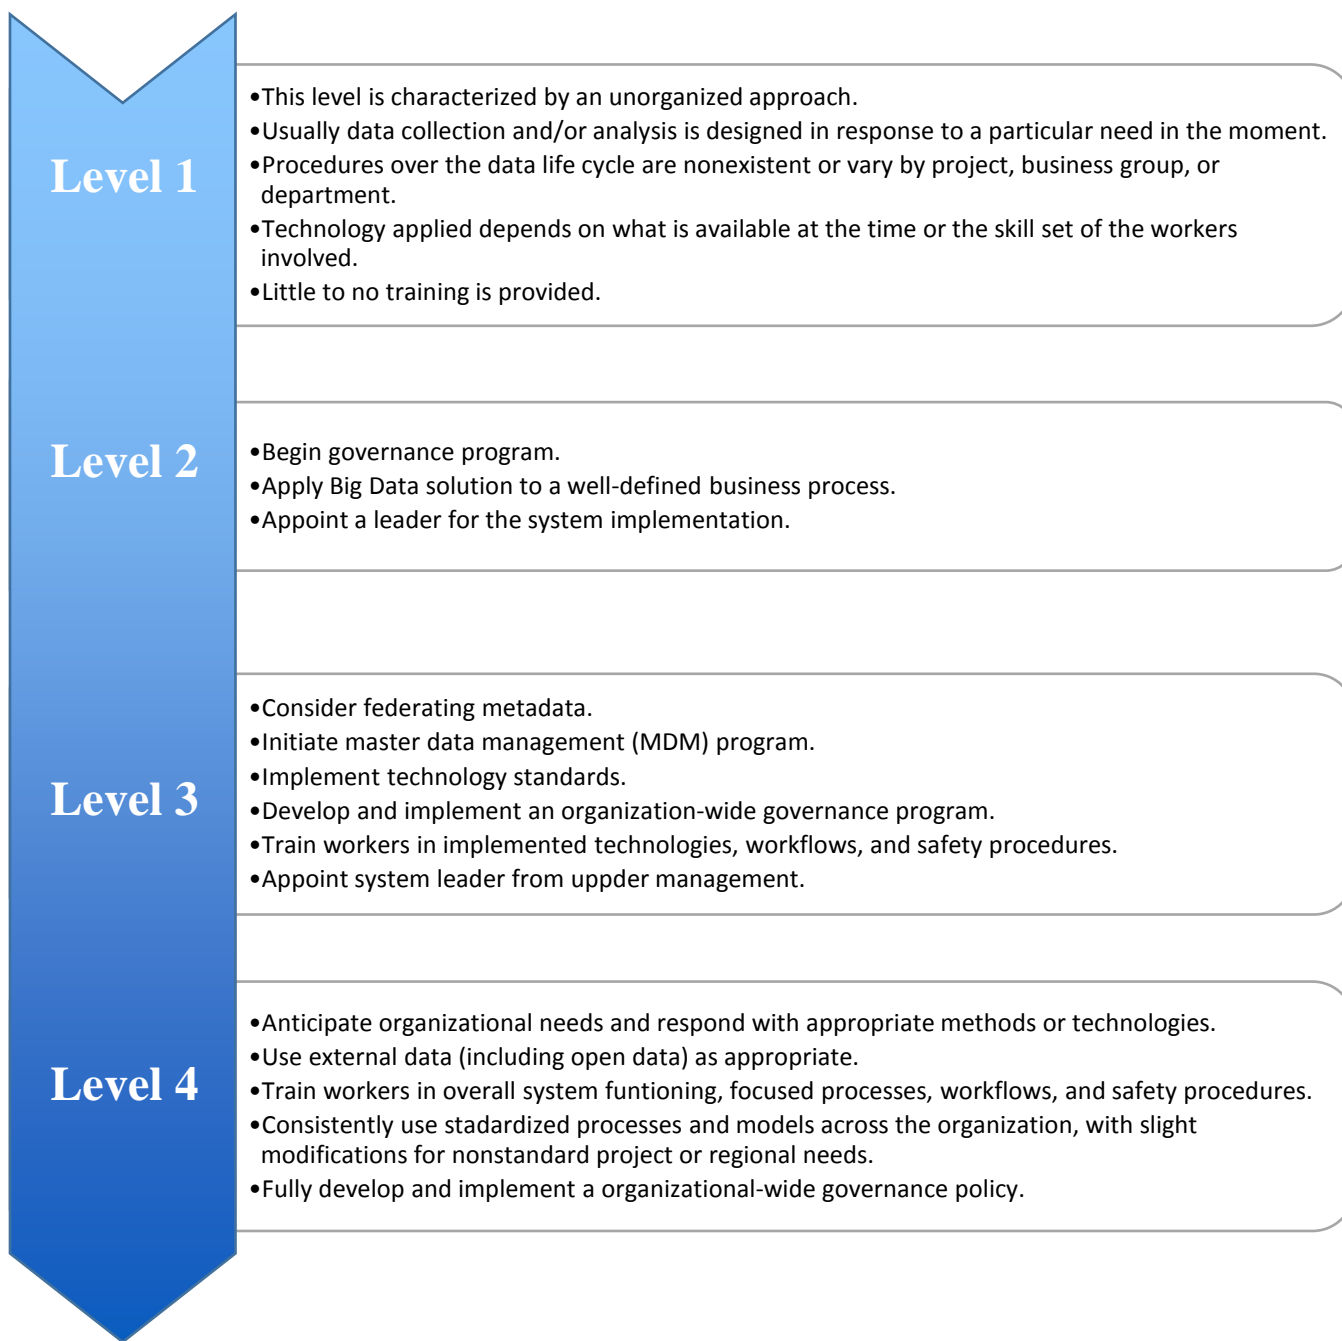 Level 1
•This level is characterized by an unorganized approach.
•Usually data collection and/or analysis is designed in response to a particular need in the moment.
•Procedures over the data life cycle are nonexistent or vary by project, business group, or
department.
•Technology applied depends on what is available at the time or the skill set of the workers
involved.
•Little to no training is provided.
Level 2
•Begin governance program.
•Apply Big Data solution to a well-defined business process.
•Appoint a leader for the system implementation.
Level 3
•Consider federating metadata.
•Initiate master data management (MDM) program.
•Implement technology standards.
•Develop and implement an organization-wide governance program.
•Train workers in implemented technologies, workflows, and safety procedures.
•Appoint system leader from uppder management.
Level 4
•Anticipate organizational needs and respond with appropriate methods or technologies.
•Use external data (including open data) as appropriate.
•Train workers in overall system funtioning, focused processes, workflows, and safety procedures.
•Consistently use stadardized processes and models across the organization, with slight
modifications for nonstandard project or regional needs.
•Fully develop and implement a organizational-wide governance policy.